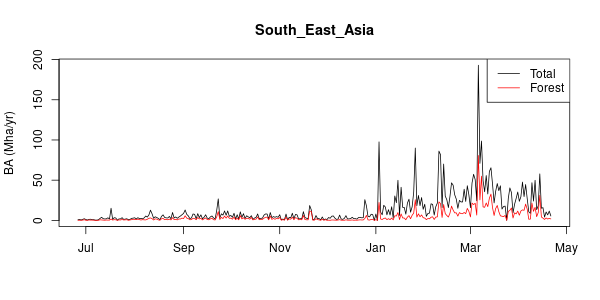 South_East_Asia
BA (Mha/yr)
200
150
100
50
0
Total
Forest
Jul Sep Nov Jan Mar May